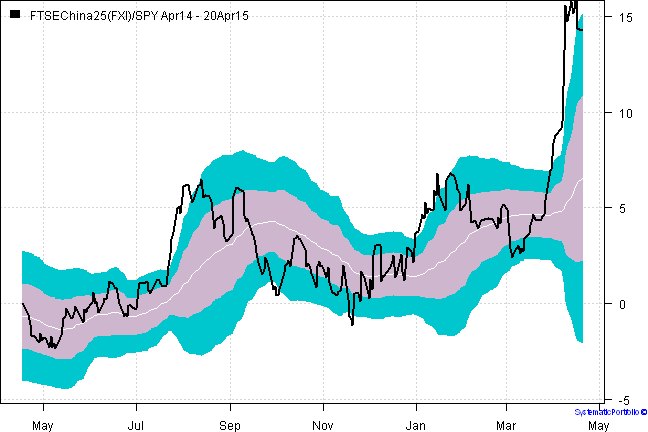 FTSEChina25(FXI)/SPY Apr14 - 20Apr15
15
10
5
0
-5
SystematicPortfolio ©
May
Jul
Sep
Nov
Jan
Mar
May